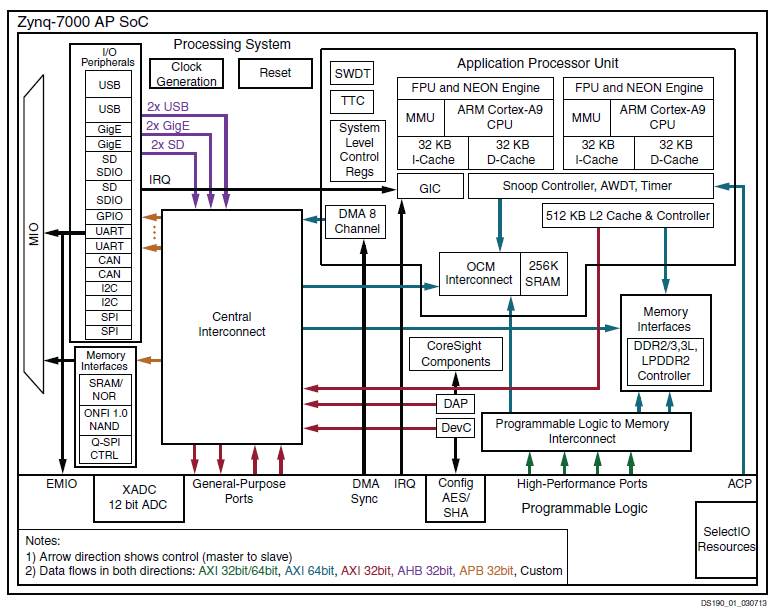 Zynq-7000 AP SoC
Processing System
I/O
Peripherals
USB
USB
GigE
GigE
SD
SDIO
SD
SDIO
GPIO
UART
UART
CAN
CAN
I2C
I2C
SPI
SPI
MIO
Memory
Interfaces
SRAM/
NOR
ONFI 1.0
NAND
Q-SPI
CTRL
Clock
Generation
Reset
2x USB
2x GigE
2x SD
IRQ
Central
Interconnect
SWDT
TTC
System
Level
Control
Regs
DMA 8
Channel
Application Processor Unit
FPU and NEON Engine
MMU
ARM Cortex-A9
CPU
32 KB
I-Cache
32 KB
D-Cache
FPU and NEON Engine
MMU
ARM Cortex-A9
CPU
32 KB
I-Cache
32 KB
D-Cache
GIC
Snoop Controller, AWDT, Timer
512 KB L2 Cache & Controller
OCM
Interconnect
256K
SRAM
Memory
Interfaces
DDR2/3,3L,
LPDDR2
Controller
CoreSight
Components
DAP
DevC
Programmable Logic to Memory
Interconnect
EMIO
XADC
12 bit ADC
General-Purpose
Ports
DMA
Sync
IRQ
Config
AES/
SHA
High-Performance Ports
ACP
Programmable Logic
SelectIO
Resources
Notes:
1) Arrow direction shows control (master to slave)
2) Data flows in both directions: AXI 32bit/64bit, AXI 64bit, AXI 32bit, AHB 32bit, APB 32bit, Custom
DS190_01_030713